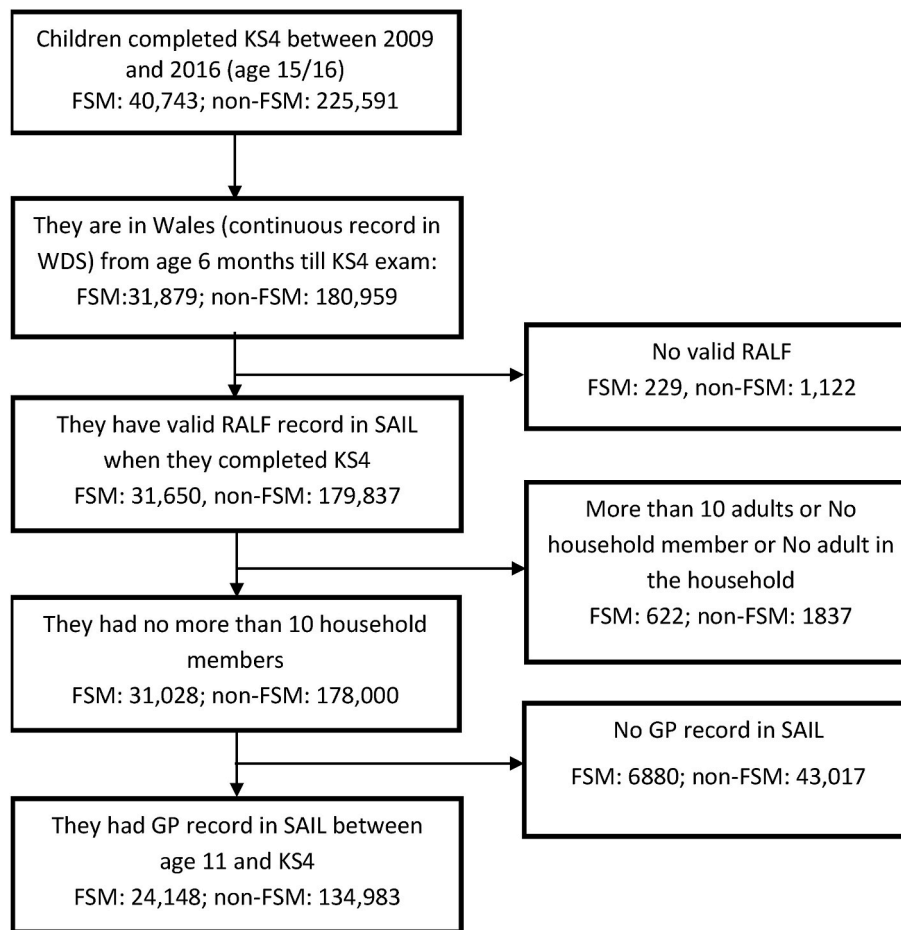 Children completed KS4 between 2009
and 2016 (age 15/16)
FSM: 40,743; non-FSM: 225,591
They are in Wales (continuous record in
WDS) from age 6 months till KS4 exam:
FSM:31,879; non-FSM: 180,959
No valid RALF
FSM: 229, non-FSM: 1,122
They have valid RALF record in SAIL
when they completed KS4
FSM: 31,650, non-FSM: 179,837
More than 10 adults or No
household member or No adult in
the household
FSM: 622; non-FSM: 1837
They had no more than 10 household
members
FSM: 31,028; non-FSM: 178,000
No GP record in SAIL
FSM: 6880; non-FSM: 43,017
They had GP record in SAIL between
age 11 and KS4
FSM: 24,148; non-FSM: 134,983